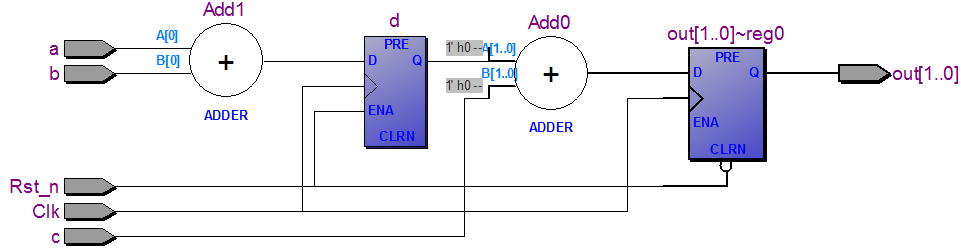 Add1
a
A[0]
b
B[0]
+
ADDER
d
PRE
D
Q
ENA
CLRN
Add0
1' h0 --
A[1..0]
B[1..0]
1' h0 --
+
ADDER
out[1..0]~reg0
PRE
D
Q
ENA
CLRN
out[1..0]
Rst_n
Clk
c